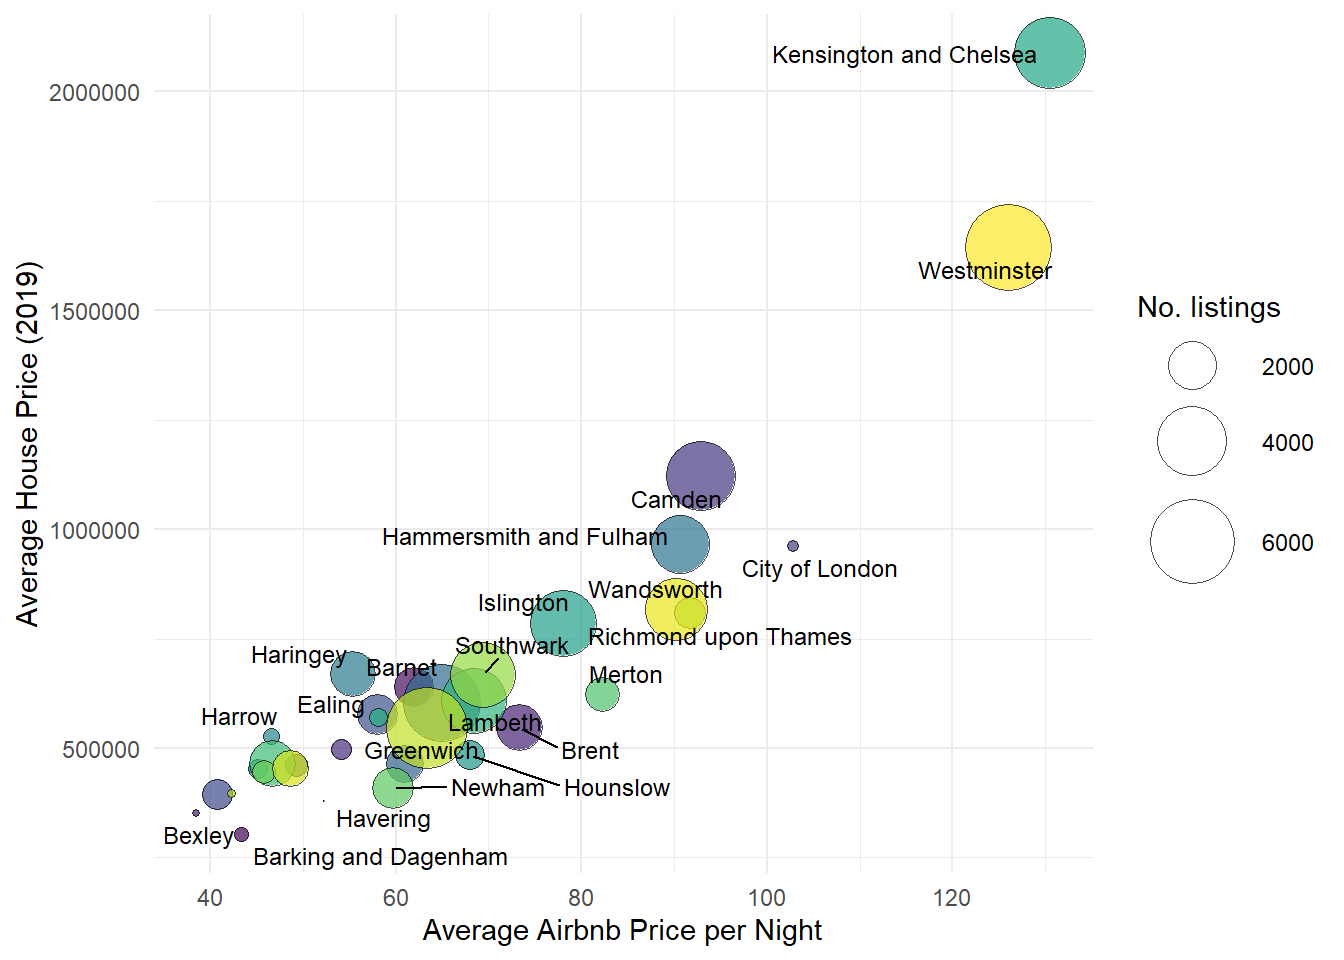 Kensington and Chelsea
2000000
Westminster
No. listings
1500000
2000
4000
Camden
Hammersmith and Fulham
1000000
6000
City of London
Wandsworth
Islington
Richmond upon Thames
Southwark
Haringey
Barnet
Merton
Ealing
Harrow
Lambeth
500000
Greenwich
Brent
Newham
Hounslow
Havering
Bexley
Barking and Dagenham
40
60
80
100
120
Average Airbnb Price per Night
Average House Price (2019)